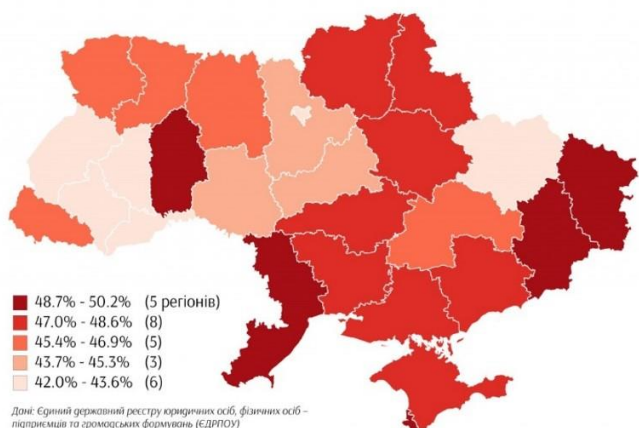 48.7% - 50.2% (5 регіонів)
47.0% - 48.6% (8)
45.4% - 46.9% (5)
43.7% - 45.3% (3)
42.0% - 43.6% (6)
Дані: Єдиний державний реєстру юридичних осіб, фізичних осіб –
підприємців та громадських формувань (ЄДРПОУ)